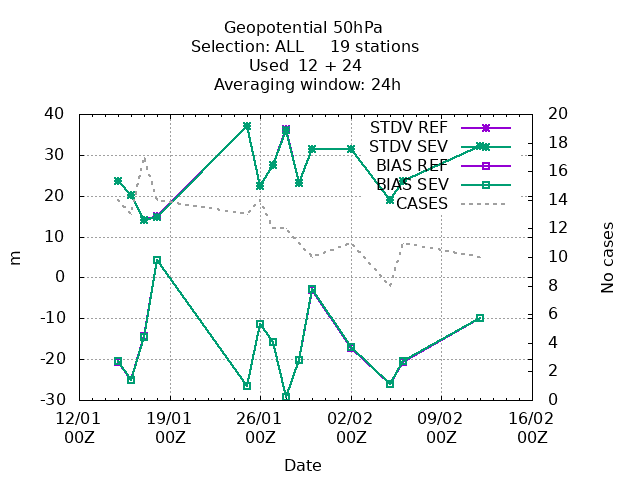 Geopotential 50hPa
Selection: ALL 19 stations
Used 12 + 24
Averaging window: 24h
40
30
20
10
0
-10
-20
-30
m
20
18
16
14
12
10
8
6
4
2
0
No cases
STDV REF
STDV SEV
BIAS REF
BIAS SEV
CASES
12/01 19/01 26/01 02/02 09/02 16/02
00Z 00Z 00Z 00Z 00Z 00Z
Date